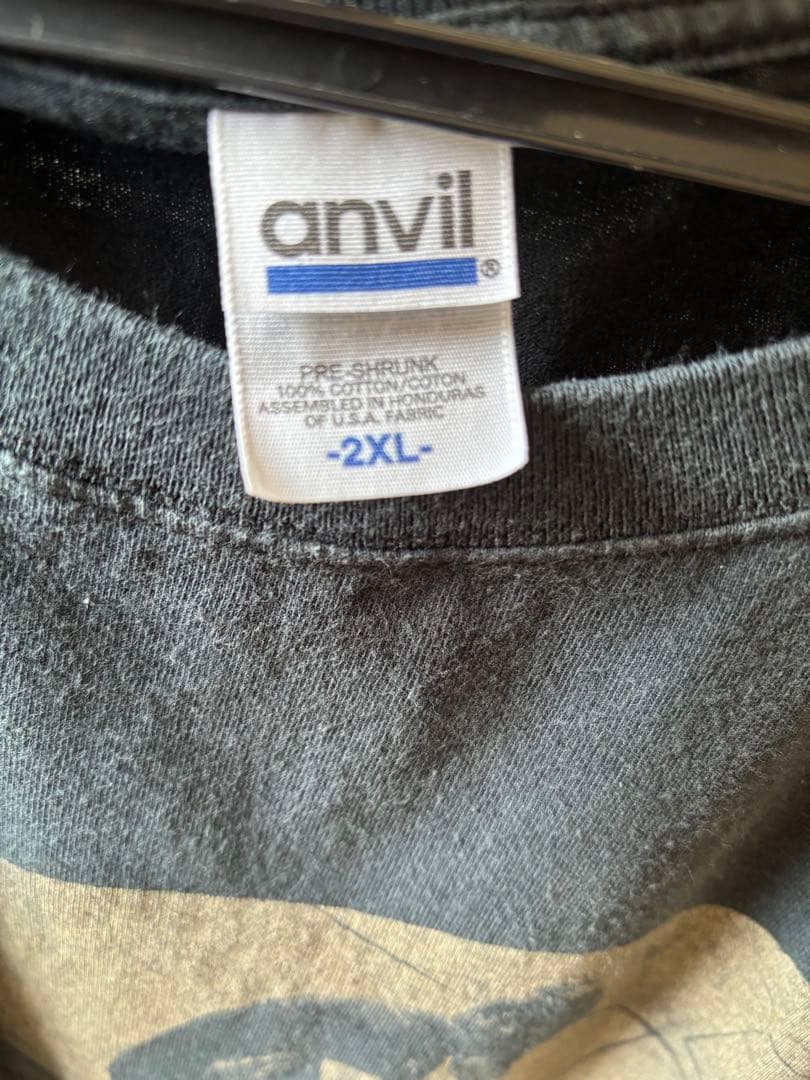 anvil
®
PRE-SHRUNK
100% COTTON/COTON
ASSEMBLED IN HONDURAS
OF U.S.A. FABRIC
-2XL-